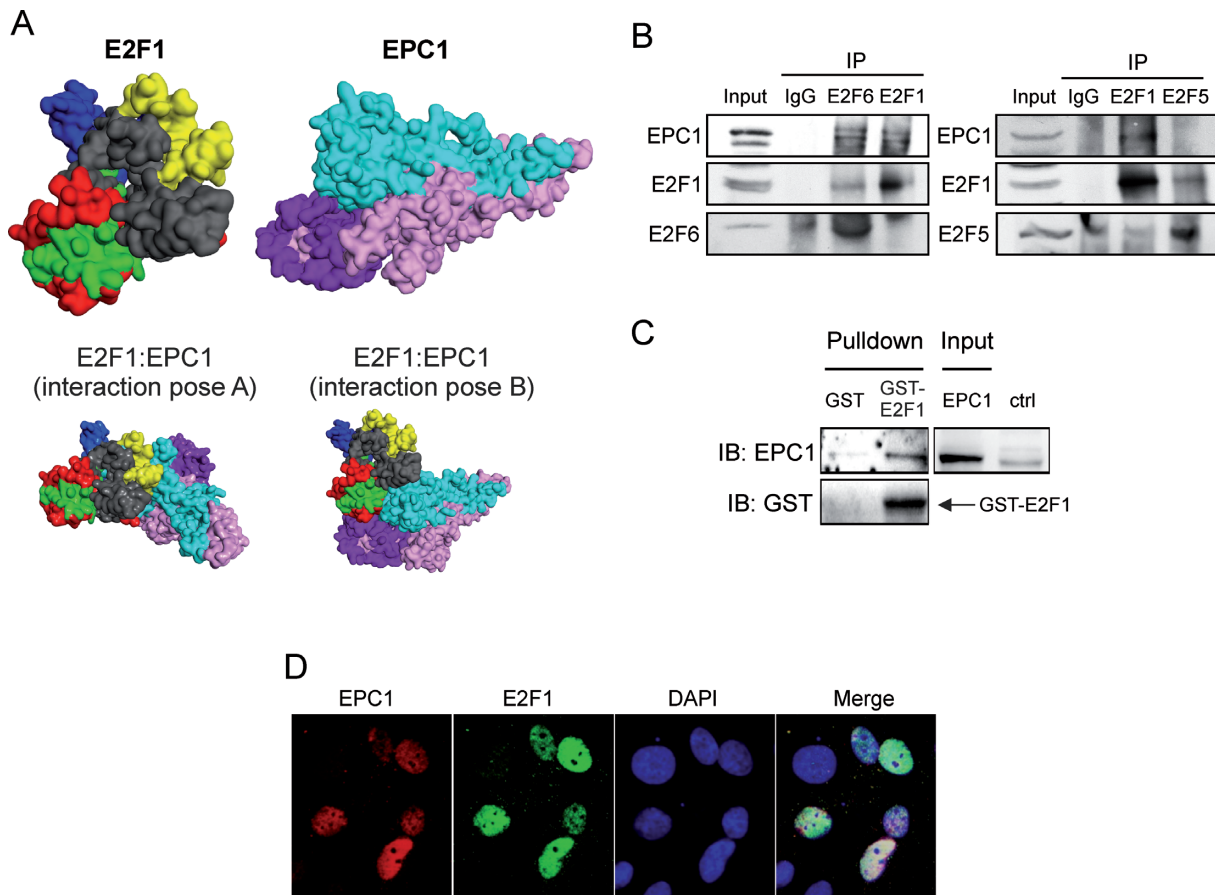 A
E2F1 EPC1
E2F1:EPC1 E2F1:EPC1
(interaction pose A) (interaction pose B)
B
IP
Input IgG E2F6 E2F1
EPC1
E2F1
E2F6
IP
Input IgG E2F1 E2F5
EPC1
E2F1
E2F5
C
Pulldown Input
GST GST-
E2F1 EPC1 ctrl
IB: EPC1
IB: GST GST-E2F1
D
EPC1 E2F1 DAPI Merge